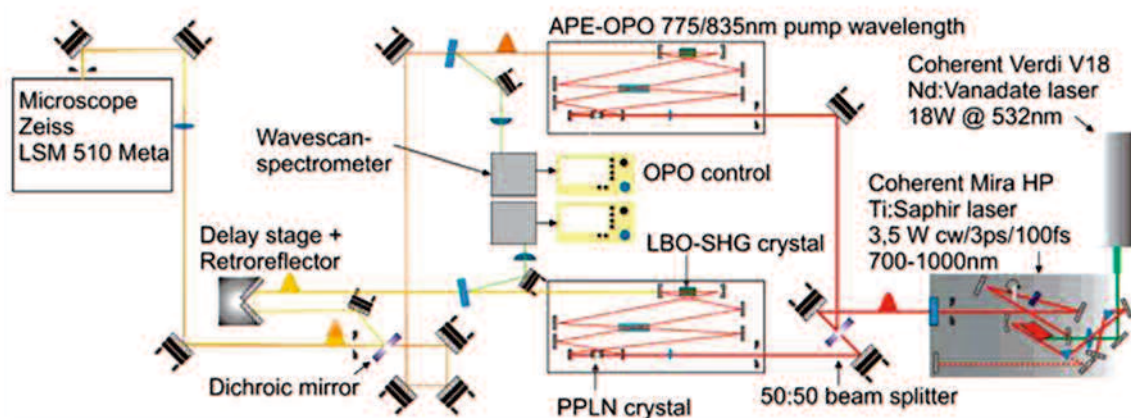 APE-OPO 775/835nm pump wavelength
Coherent Verdi V18
Nd:Vanadate laser
18W @ 532nm
Microscope
Zeiss
LSM 510 Meta
Wavescan-
spectrometer
OPO control
Coherent Mira HP
Ti:Saphir laser
3,5 W cw/3ps/100fs
700-1000nm
Delay stage +
Retroreflector
LBO-SHG crystal
Dichroic mirror
PPLN crystal
50:50 beam splitter